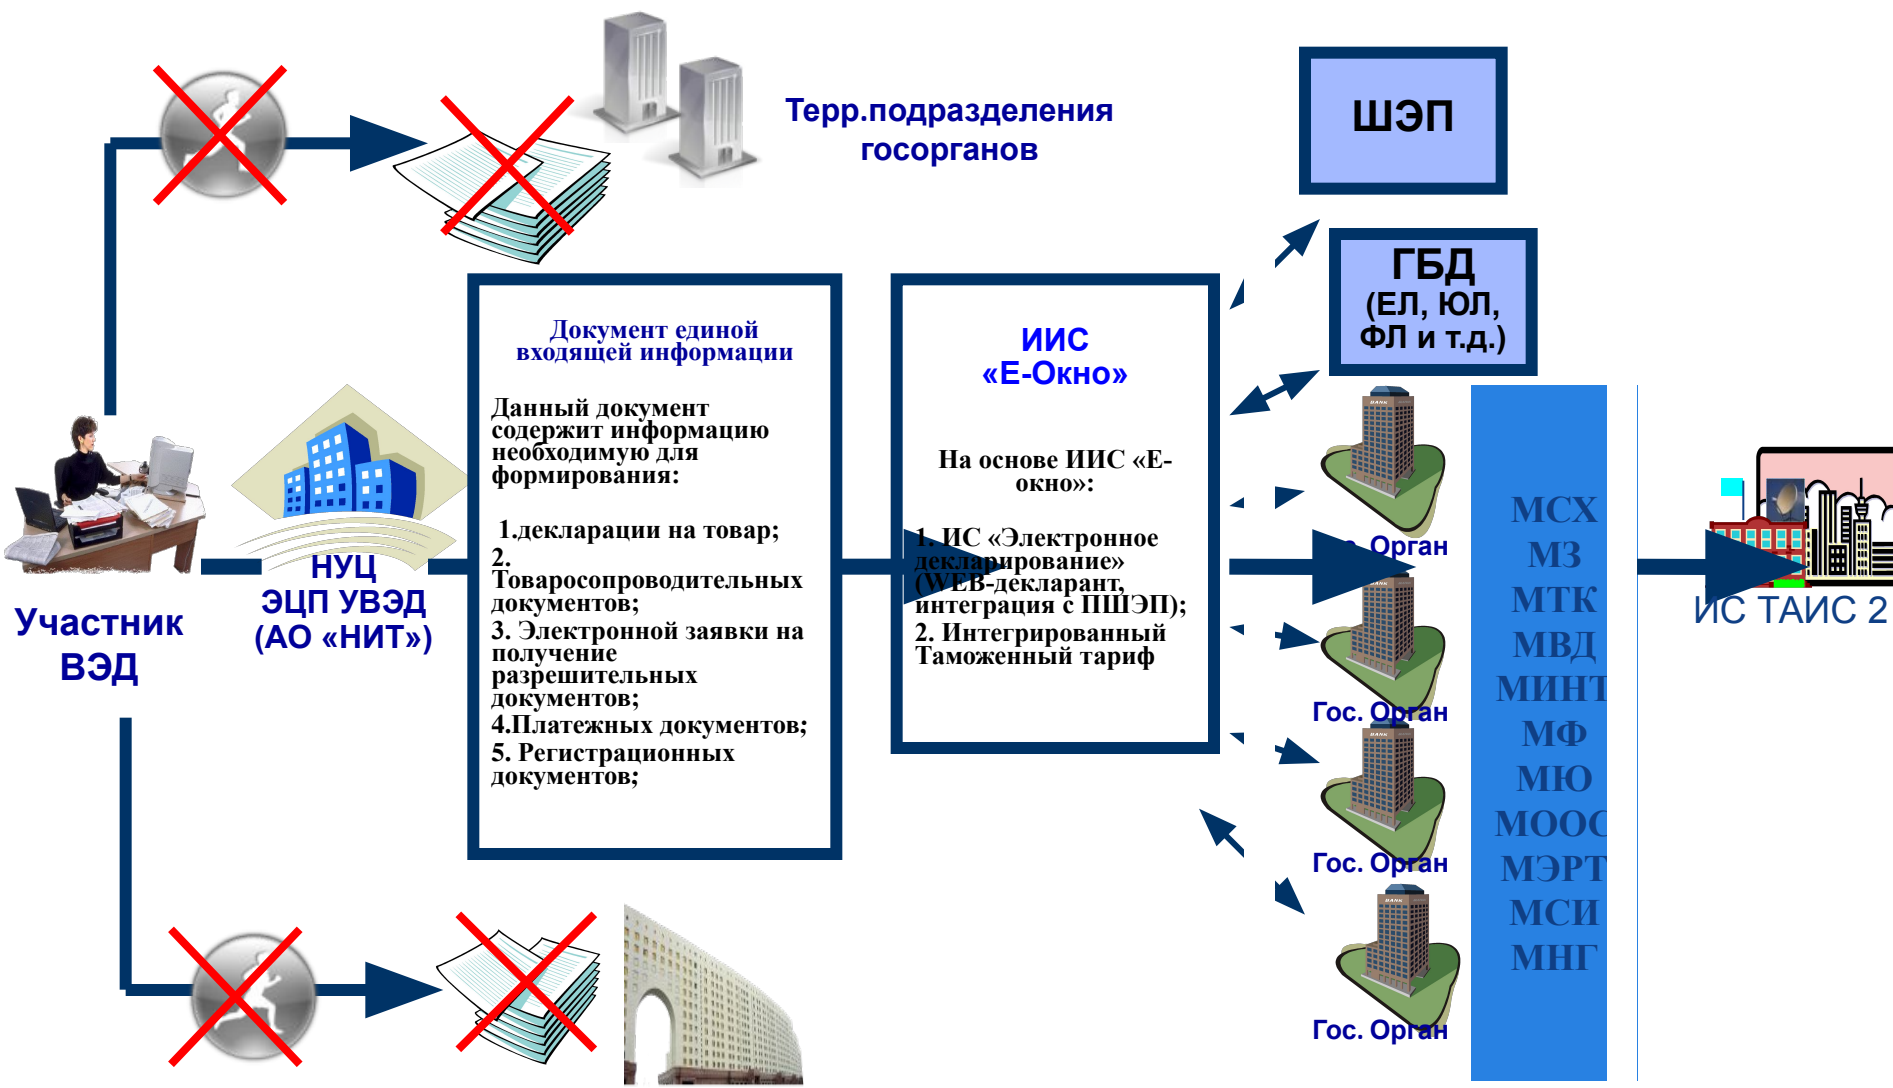 Терр.подразделения
госорганов
ШЭП
ГБД
(ЕЛ, ЮЛ,
ФЛ и т.д.)
Участник
ВЭД
НУЦ
ЭЦП УВЭД
(АО «НИТ»)
Документ единой
входящей информации
Данный документ
содержит информацию
необходимую для
формирования:
1.декларации на товар;
2.
Товаросопроводительных
документов;
3. Электронной заявки на
получение
разрешительных
документов;
4.Платежных документов;
5. Регистрационных
документов;
ИИС
«Е-Окно»
На основе ИИС «Е-
окно»:
1. ИС «Электронное
декларирование»
(WEB-декларант,
интеграция с ПШЭП);
2. Интегрированный
Таможенный тариф
BANK
Орган
Гос. Орган
Гос. Орган
BANK
Гос. Орган
МСХ
МЗ
МТК
МВД
МИНТ
МФ
МЮ
МООС
МЭРТ
МСИ
МНГ
ИС ТАИС 2